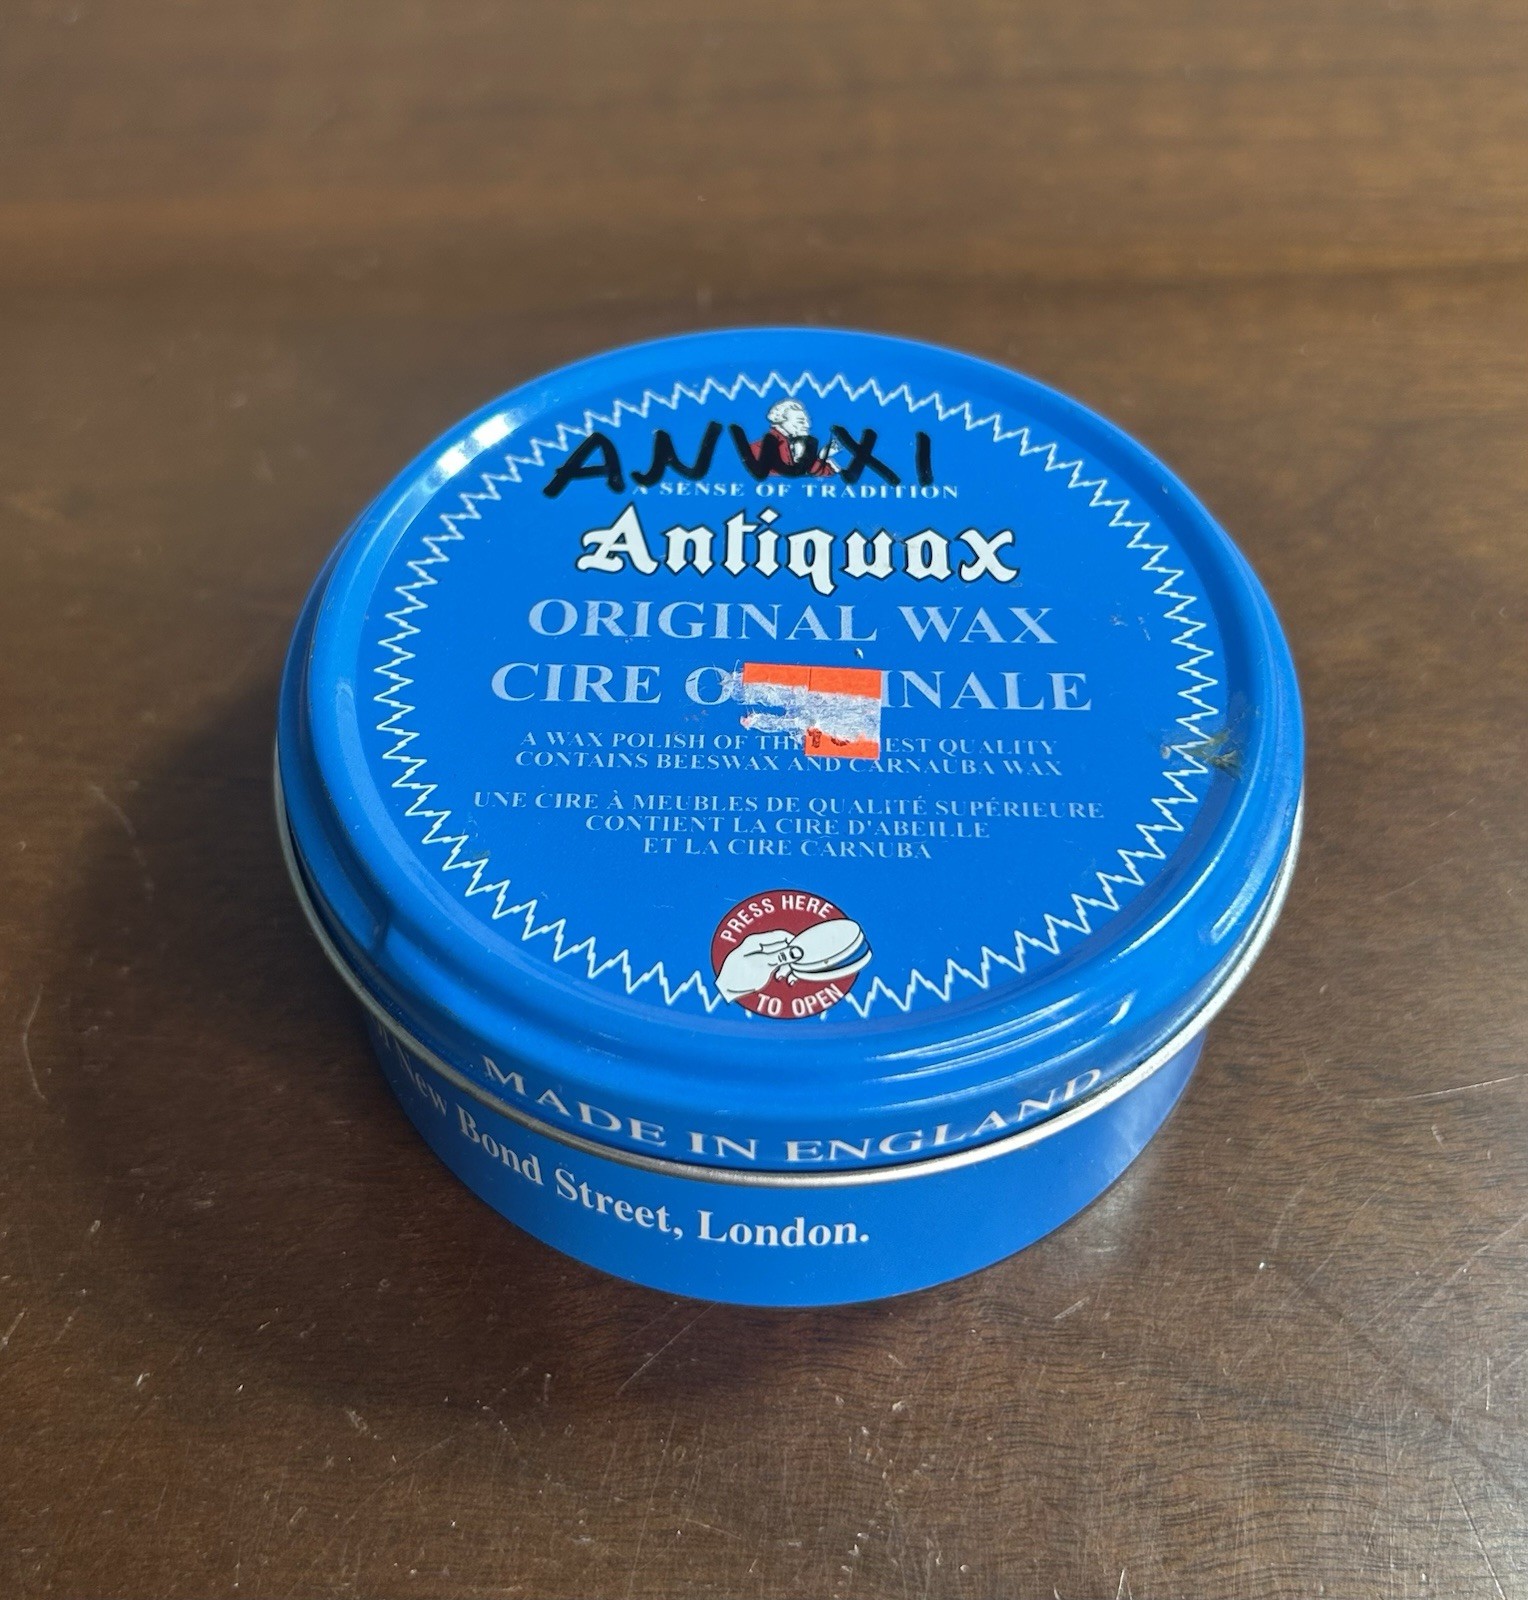 ANWXI
A SENSE OF TRADITION
Antiquax
ORIGINAL WAX
CIRE
A WAX POLISH OF QUALITY
CONTAINS BEESWAX AND CARNAUBA WAX
UNE CIRE À MEUBLES DE QUALITÉ SUPÉRIEURE
CONTIENT LA CIRE D'ABEILLE
ET LA CIRE CARNUBA
PRESS HERE
TO OPEN
MADE IN ENGLAND
New Bond Street, London.